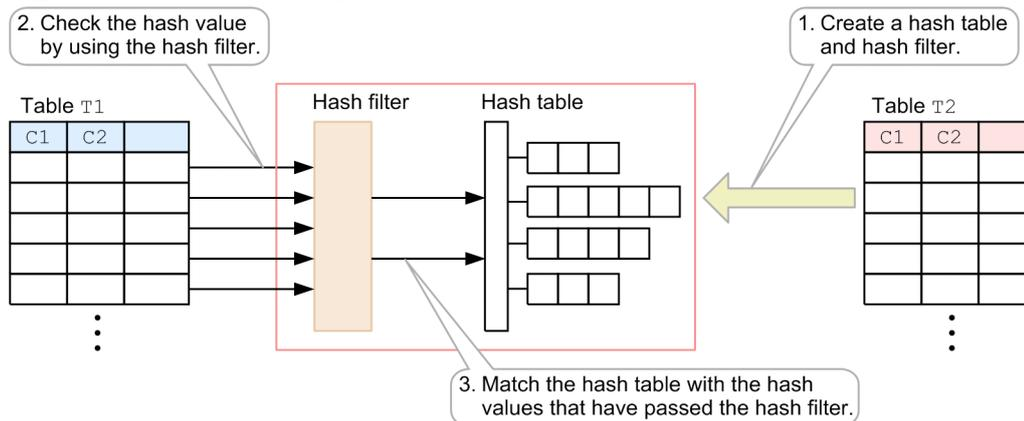 2. Check the hash value
by using the hash filter.
1. Create a hash table
and hash filter.
Table T1
Hash filter
Hash table
Table T2
C1 C2
C1 C2
3. Match the hash table with the hash
values that have passed the hash filter.